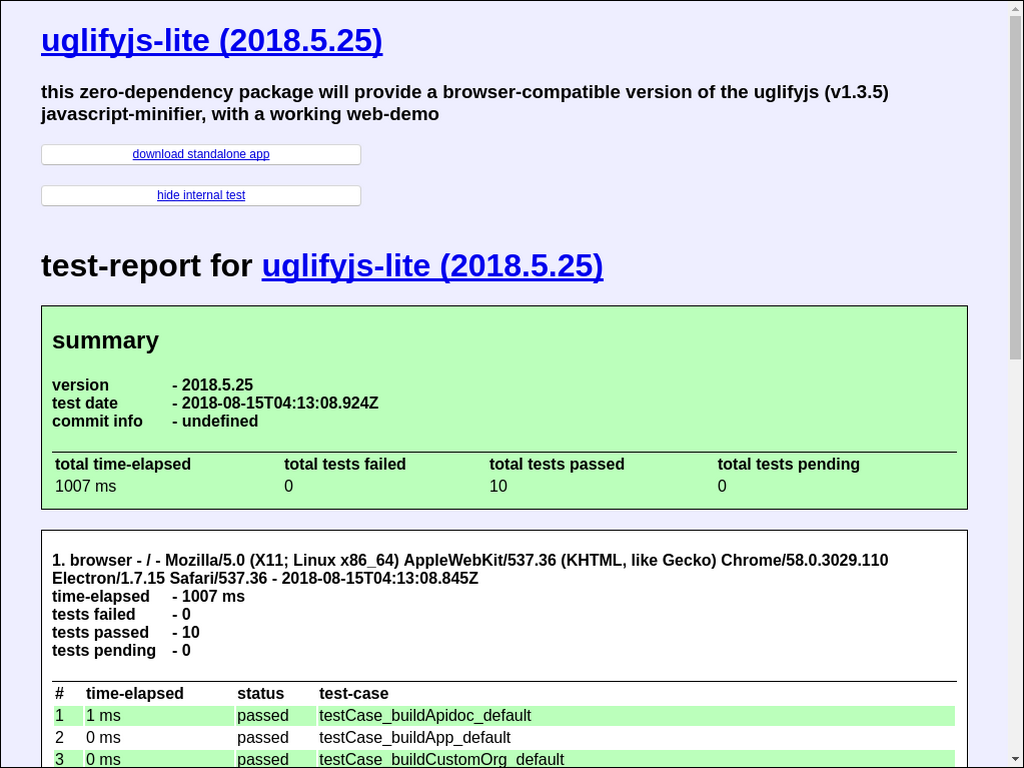 uglifyjs-lite (2018.5.25)
this zero-dependency package will provide a browser-compatible version of the uglifyjs (v1.3.5)
javascript-minifier, with a working web-demo
download standalone app
hide internal test
test-report for uglifyjs-lite (2018.5.25)
summary
version - 2018.5.25
test date - 2018-08-15T04:13:08.924Z
commit info - undefined
total time-elapsed total tests failed total tests passed total tests pending
1007 ms 0 10 0
1. browser - / - Mozilla/5.0 (X11; Linux x86_64) AppleWebKit/537.36 (KHTML, like Gecko) Chrome/58.0.3029.110
Electron/1.7.15 Safari/537.36 - 2018-08-15T04:13:08.845Z
time-elapsed - 1007 ms
tests failed - 0
tests passed - 10
tests pending - 0
# time-elapsed status test-case
1 1 ms passed testCase_buildApidoc_default
2 0 ms passed testCase_buildApp_default
3 0 ms passed testCase_buildCustomOrg_default